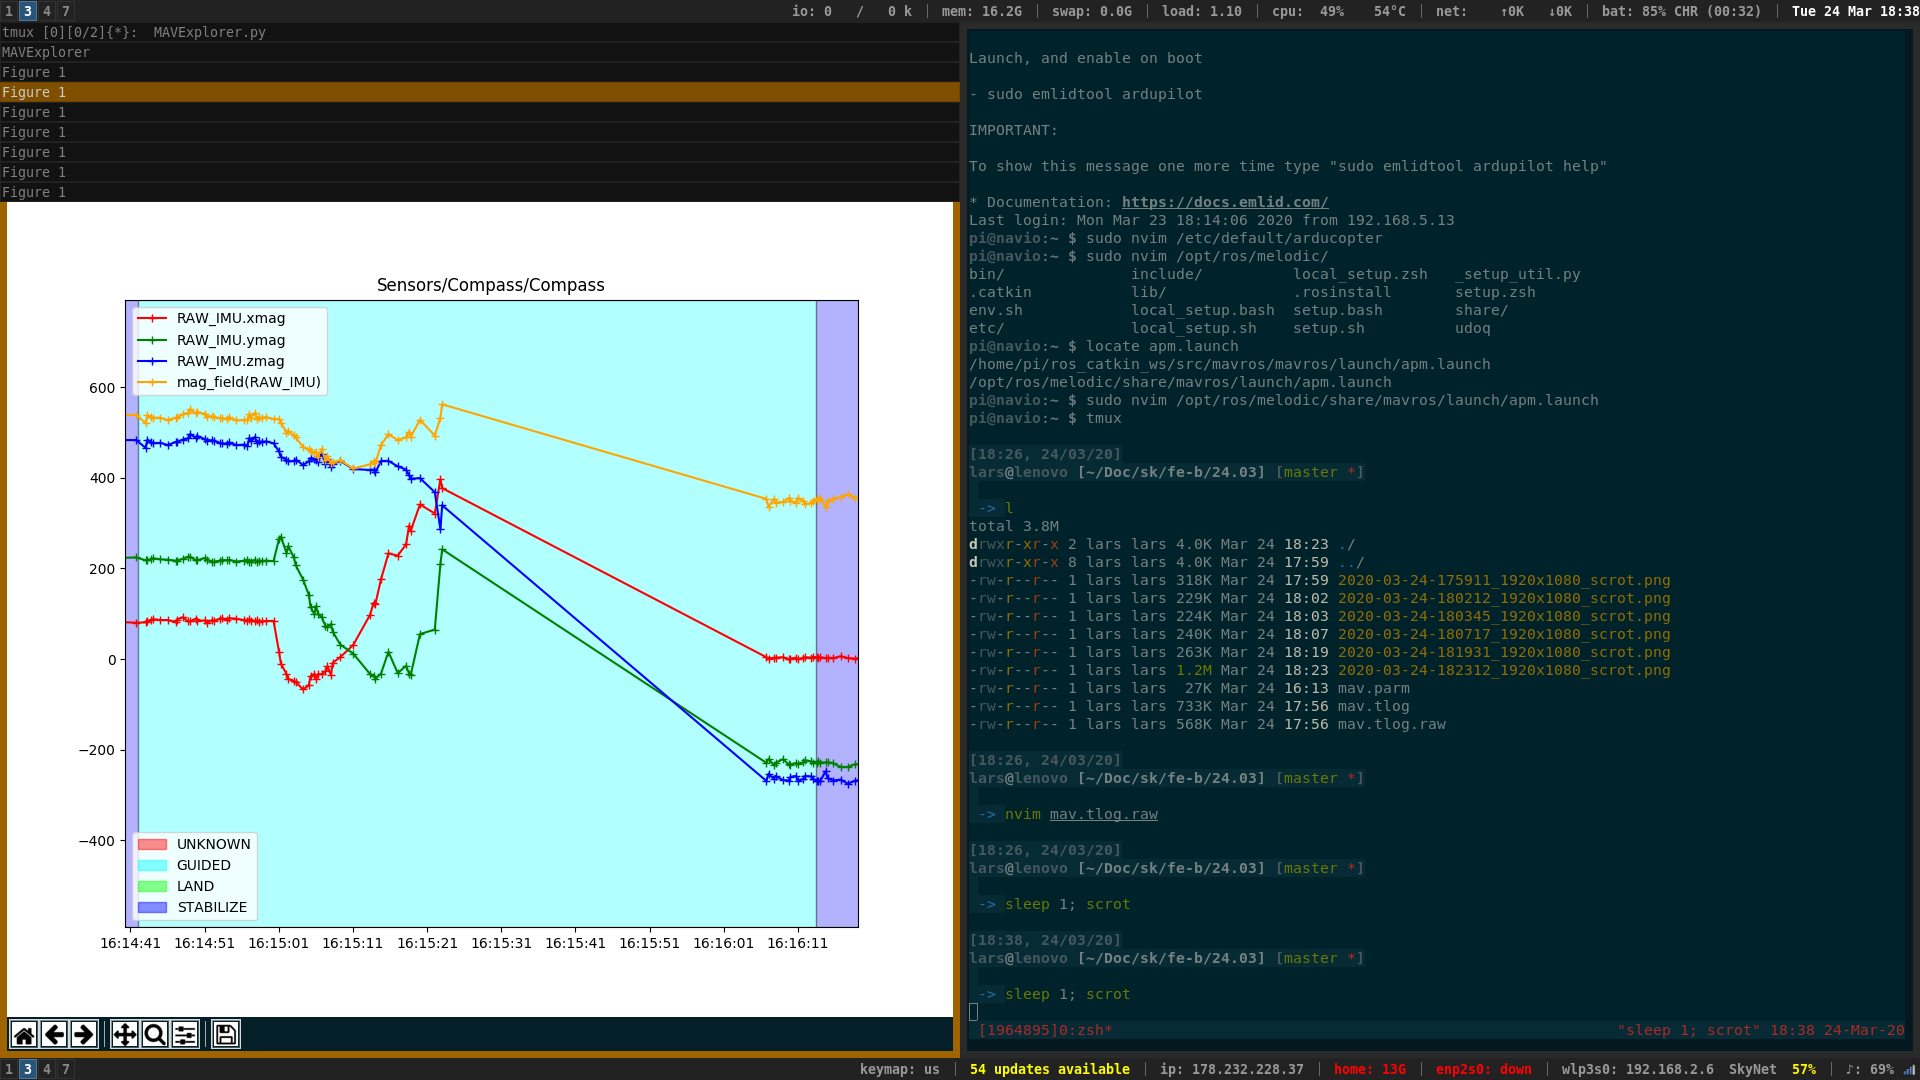 1 3 4 7 io: 0 / 0 k | mem: 16.2G | swap: 0.0G | load: 1.10 | cpu: 49% 54°C | net: ↑0K ↓0K | bat: 85% CHR (00:32) | Tue 24 Mar 18:38
tmux [0][0/2]{*}: MAVExplorer.py
MAVExplorer
Figure 1
Figure 1
Figure 1
Figure 1
Figure 1
Figure 1
Figure 1
Sensors/Compass/Compass
RAW_IMU.xmag
RAW_IMU.ymag
RAW_IMU.zmag
mag_field(RAW_IMU)
600
400
200
0
−200
−400
UNKNOWN
GUIDED
LAND
STABILIZE
16:14:41 16:14:51 16:15:01 16:15:11 16:15:21 16:15:31 16:15:41 16:15:51 16:16:01 16:16:11
Launch, and enable on boot
- sudo emlidtool ardupilot
IMPORTANT:
To show this message one more time type "sudo emlidtool ardupilot help"
* Documentation: https://docs.emlid.com/
Last login: Mon Mar 23 18:14:06 2020 from 192.168.5.13
pi@navio:~ $ sudo nvim /etc/default/arducopter
pi@navio:~ $ sudo nvim /opt/ros/melodic/
bin/ include/ local_setup.zsh _setup_util.py
.catkin lib/ .rosinstall setup.zsh
env.sh local_setup.bash setup.bash share/
etc/ local_setup.sh setup.sh udoq
pi@navio:~ $ locate apm.launch
/home/pi/ros_catkin_ws/src/mavros/mavros/launch/apm.launch
/opt/ros/melodic/share/mavros/launch/apm.launch
pi@navio:~ $ sudo nvim /opt/ros/melodic/share/mavros/launch/apm.launch
pi@navio:~ $ tmux
[18:26, 24/03/20]
lars@lenovo [~/Doc/sk/fe-b/24.03] [master *]
-> l
total 3.8M
drwxr-xr-x 2 lars lars 4.0K Mar 24 18:23 ./
drwxr-xr-x 8 lars lars 4.0K Mar 24 17:59 ../
-rw-r--r-- 1 lars lars 318K Mar 24 17:59 2020-03-24-175911_1920x1080_scrot.png
-rw-r--r-- 1 lars lars 229K Mar 24 18:02 2020-03-24-180212_1920x1080_scrot.png
-rw-r--r-- 1 lars lars 224K Mar 24 18:03 2020-03-24-180345_1920x1080_scrot.png
-rw-r--r-- 1 lars lars 240K Mar 24 18:07 2020-03-24-180717_1920x1080_scrot.png
-rw-r--r-- 1 lars lars 263K Mar 24 18:19 2020-03-24-181931_1920x1080_scrot.png
-rw-r--r-- 1 lars lars 1.2M Mar 24 18:23 2020-03-24-182312_1920x1080_scrot.png
-rw-r--r-- 1 lars lars 27K Mar 24 16:13 mav.parm
-rw-r--r-- 1 lars lars 733K Mar 24 17:56 mav.tlog
-rw-r--r-- 1 lars lars 568K Mar 24 17:56 mav.tlog.raw
[18:26, 24/03/20]
lars@lenovo [~/Doc/sk/fe-b/24.03] [master *]
-> nvim mav.tlog.raw
[18:26, 24/03/20]
lars@lenovo [~/Doc/sk/fe-b/24.03] [master *]
-> sleep 1; scrot
[18:38, 24/03/20]
lars@lenovo [~/Doc/sk/fe-b/24.03] [master *]
-> sleep 1; scrot
[1964895]0:zsh* "sleep 1; scrot" 18:38 24-Mar-20
1 3 4 7 keymap: us | 54 updates available | ip: 178.232.228.37 | home: 13G | enp2s0: down | wlp3s0: 192.168.2.6 SkyNet 57% | ♪: 69%